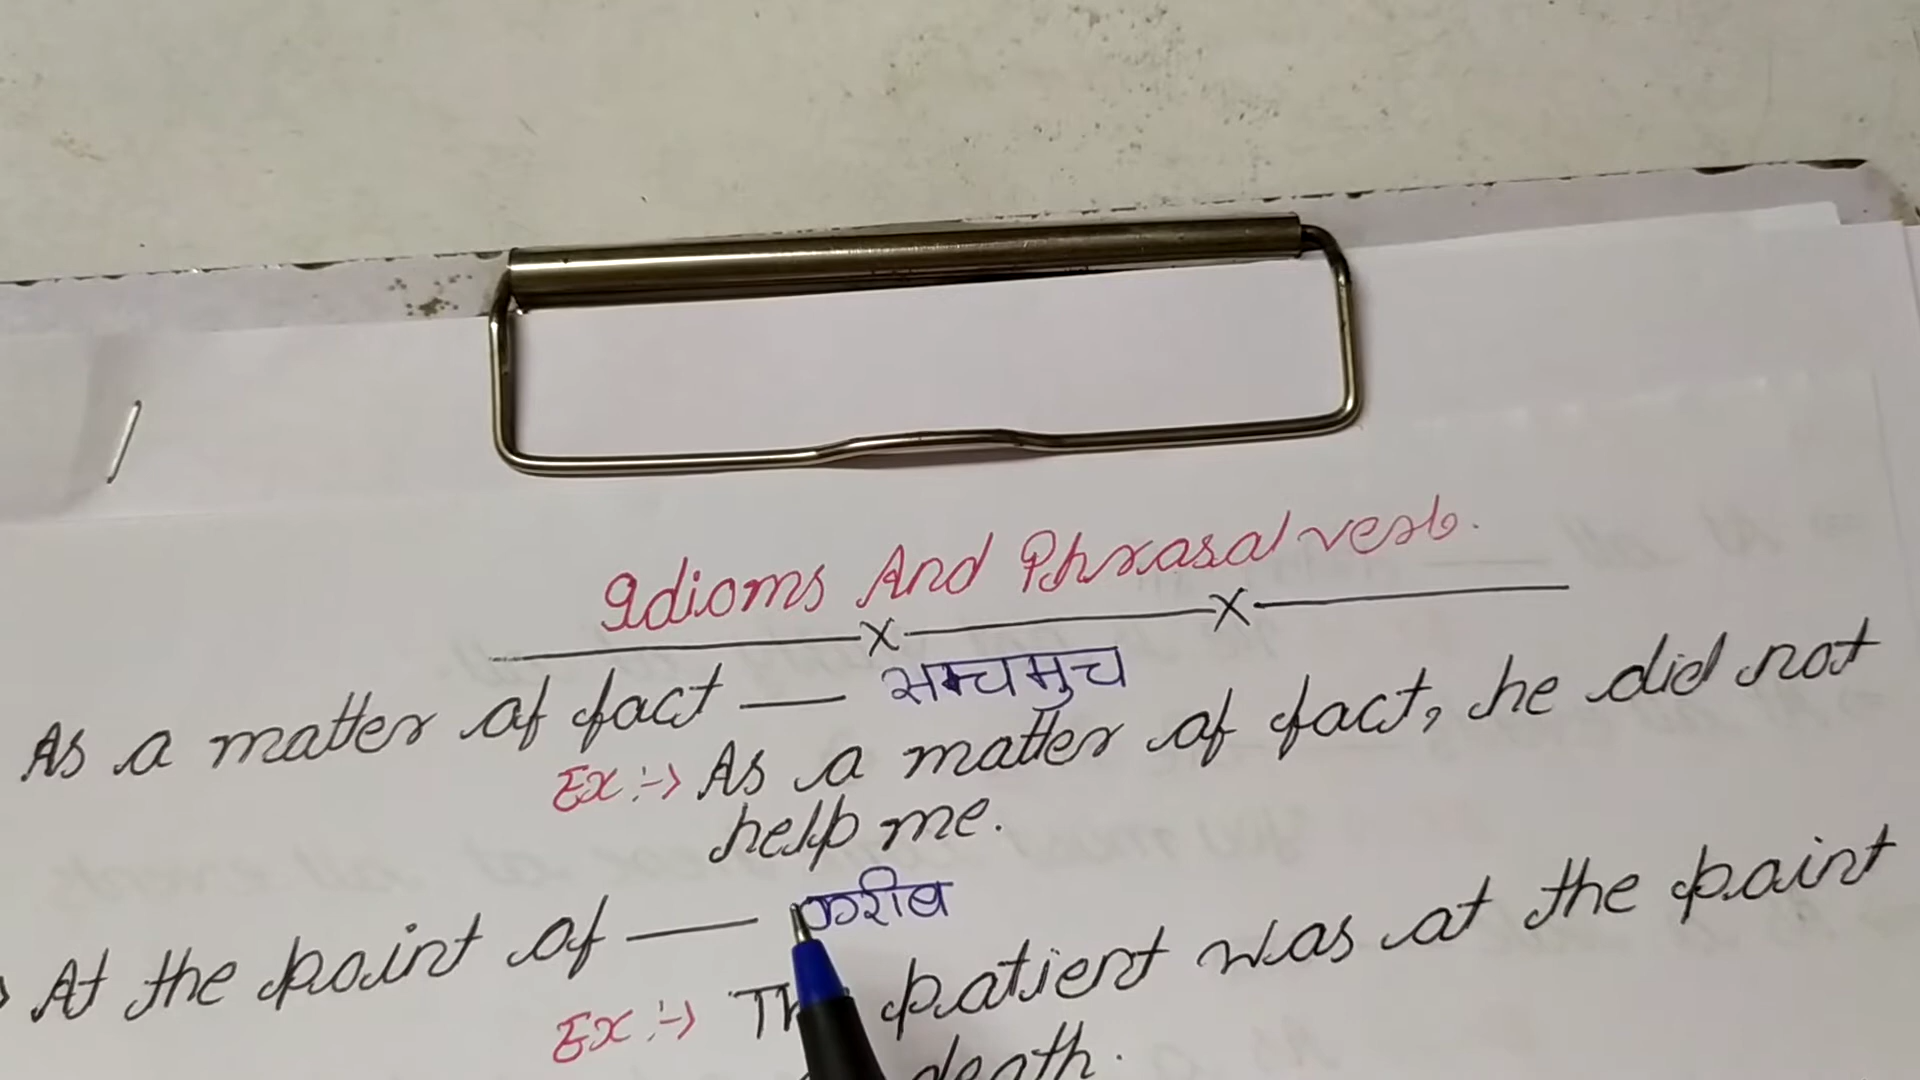 Idioms And Phrasal verb.
As a matter of fact — सचमुच
Ex :-> As a matter of fact, he did not
help me.
At the point of — करीब
Ex :-> The patient was at the point
death.